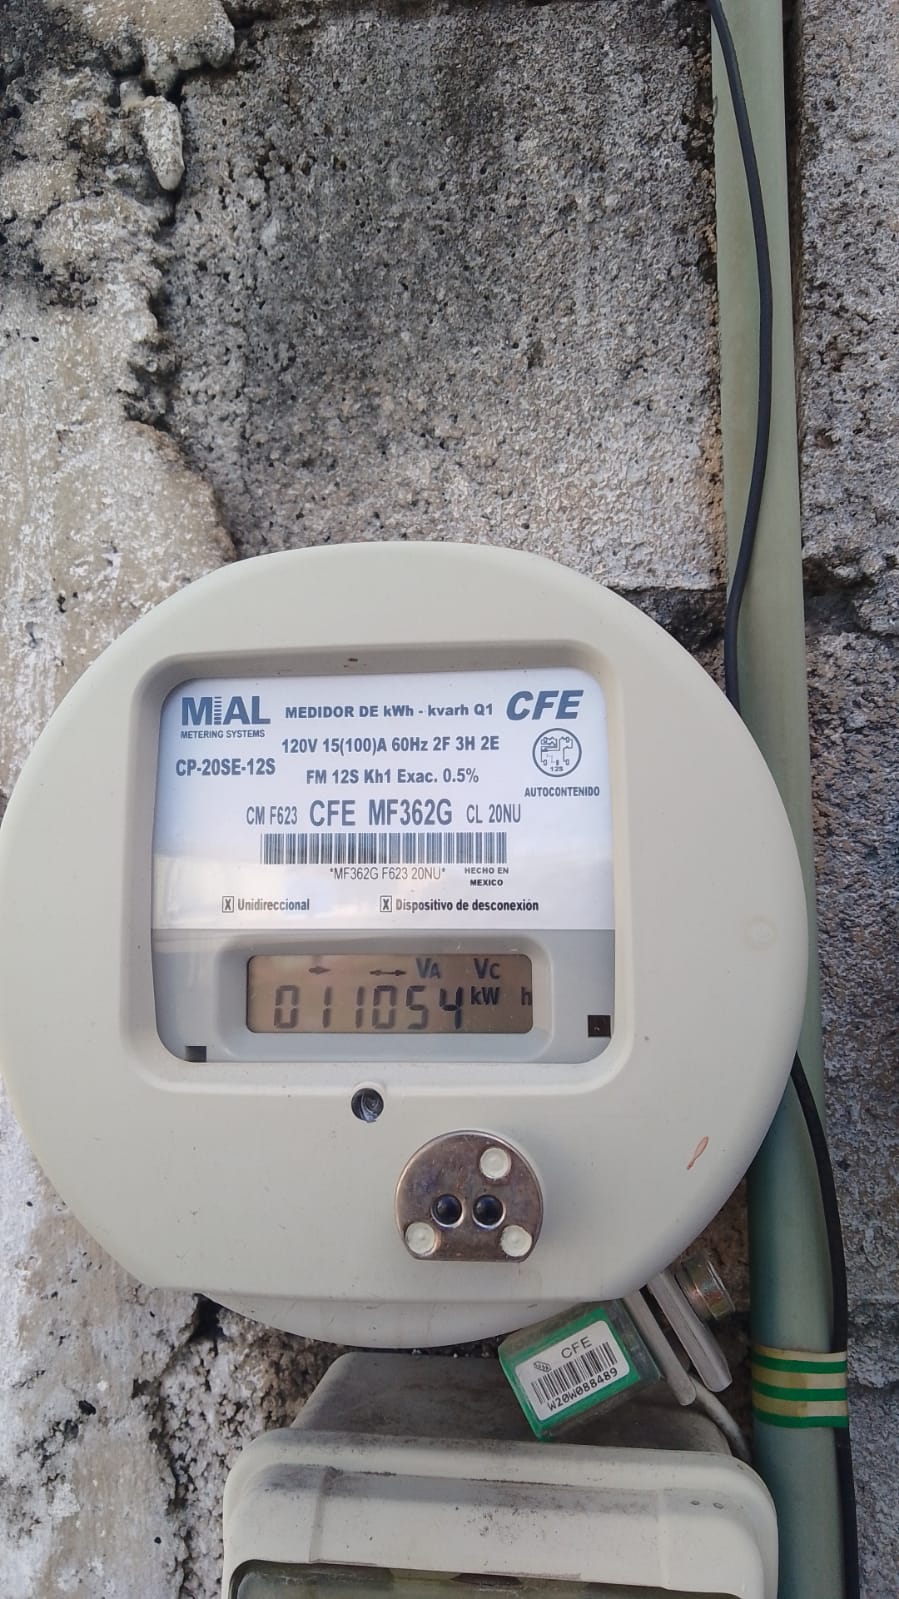 MIAL
METERING SYSTEMS
MEDIDOR DE kWh - kvarh Q1
CFE
120V 15(100)A 60Hz 2F 3H 2E
CP-20SE-12S
FM 12S Kh1 Exac. 0.5%
12S
AUTOCONTENIDO
CM F623 CFE MF362G CL 20NU
*MF362G F623 20NU*
HECHO EN
MEXICO
X Unidireccional
X Dispositivo de desconexión
VA VC
011054 kW h
CFE
W20W088489